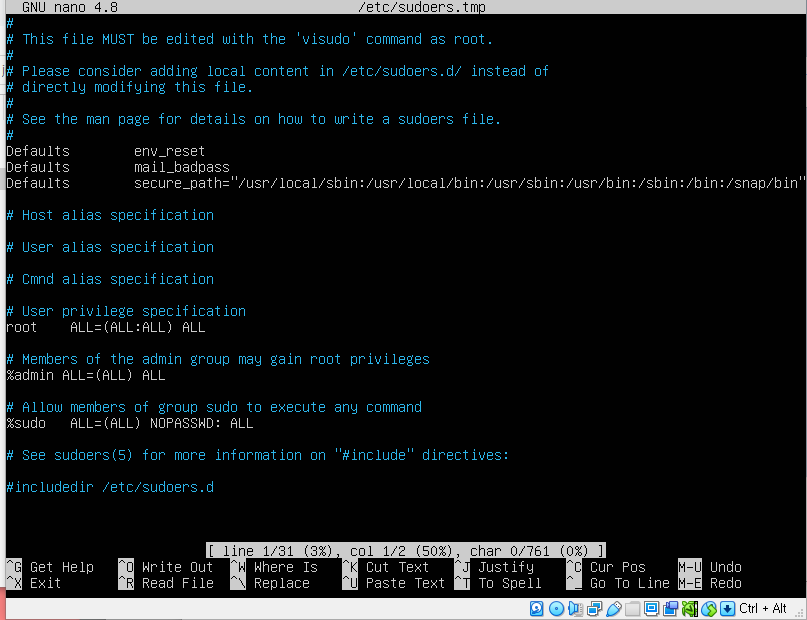 GNU nano 4.8 /etc/sudoers.tmp
#
# This file MUST be edited with the 'visudo' command as root.
#
# Please consider adding local content in /etc/sudoers.d/ instead of
# directly modifying this file.
#
# See the man page for details on how to write a sudoers file.
#
Defaults        env_reset
Defaults        mail_badpass
Defaults        secure_path="/usr/local/sbin:/usr/local/bin:/usr/sbin:/usr/bin:/sbin:/bin:/snap/bin"
# Host alias specification
# User alias specification
# Cmnd alias specification
# User privilege specification
root    ALL=(ALL:ALL) ALL
# Members of the admin group may gain root privileges
%admin ALL=(ALL) ALL
# Allow members of group sudo to execute any command
%sudo   ALL=(ALL) NOPASSWD: ALL
# See sudoers(5) for more information on "#include" directives:
#includedir /etc/sudoers.d
[ line 1/31 (3%), col 1/2 (50%), char 0/761 (0%) ]
^G Get Help   ^O Write Out  ^W Where Is   ^K Cut Text   ^J Justify    ^C Cur Pos    M-U Undo
^X Exit       ^R Read File  ^\ Replace    ^U Paste Text ^T To Spell   ^_ Go To Line M-E Redo
Ctrl + Alt